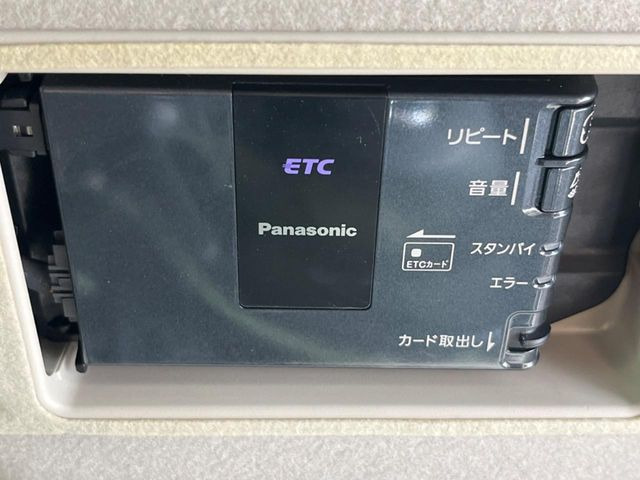 リピート
ETC
音量
Panasonic
スタンバイ
ETCカード
エラー
カード取出し